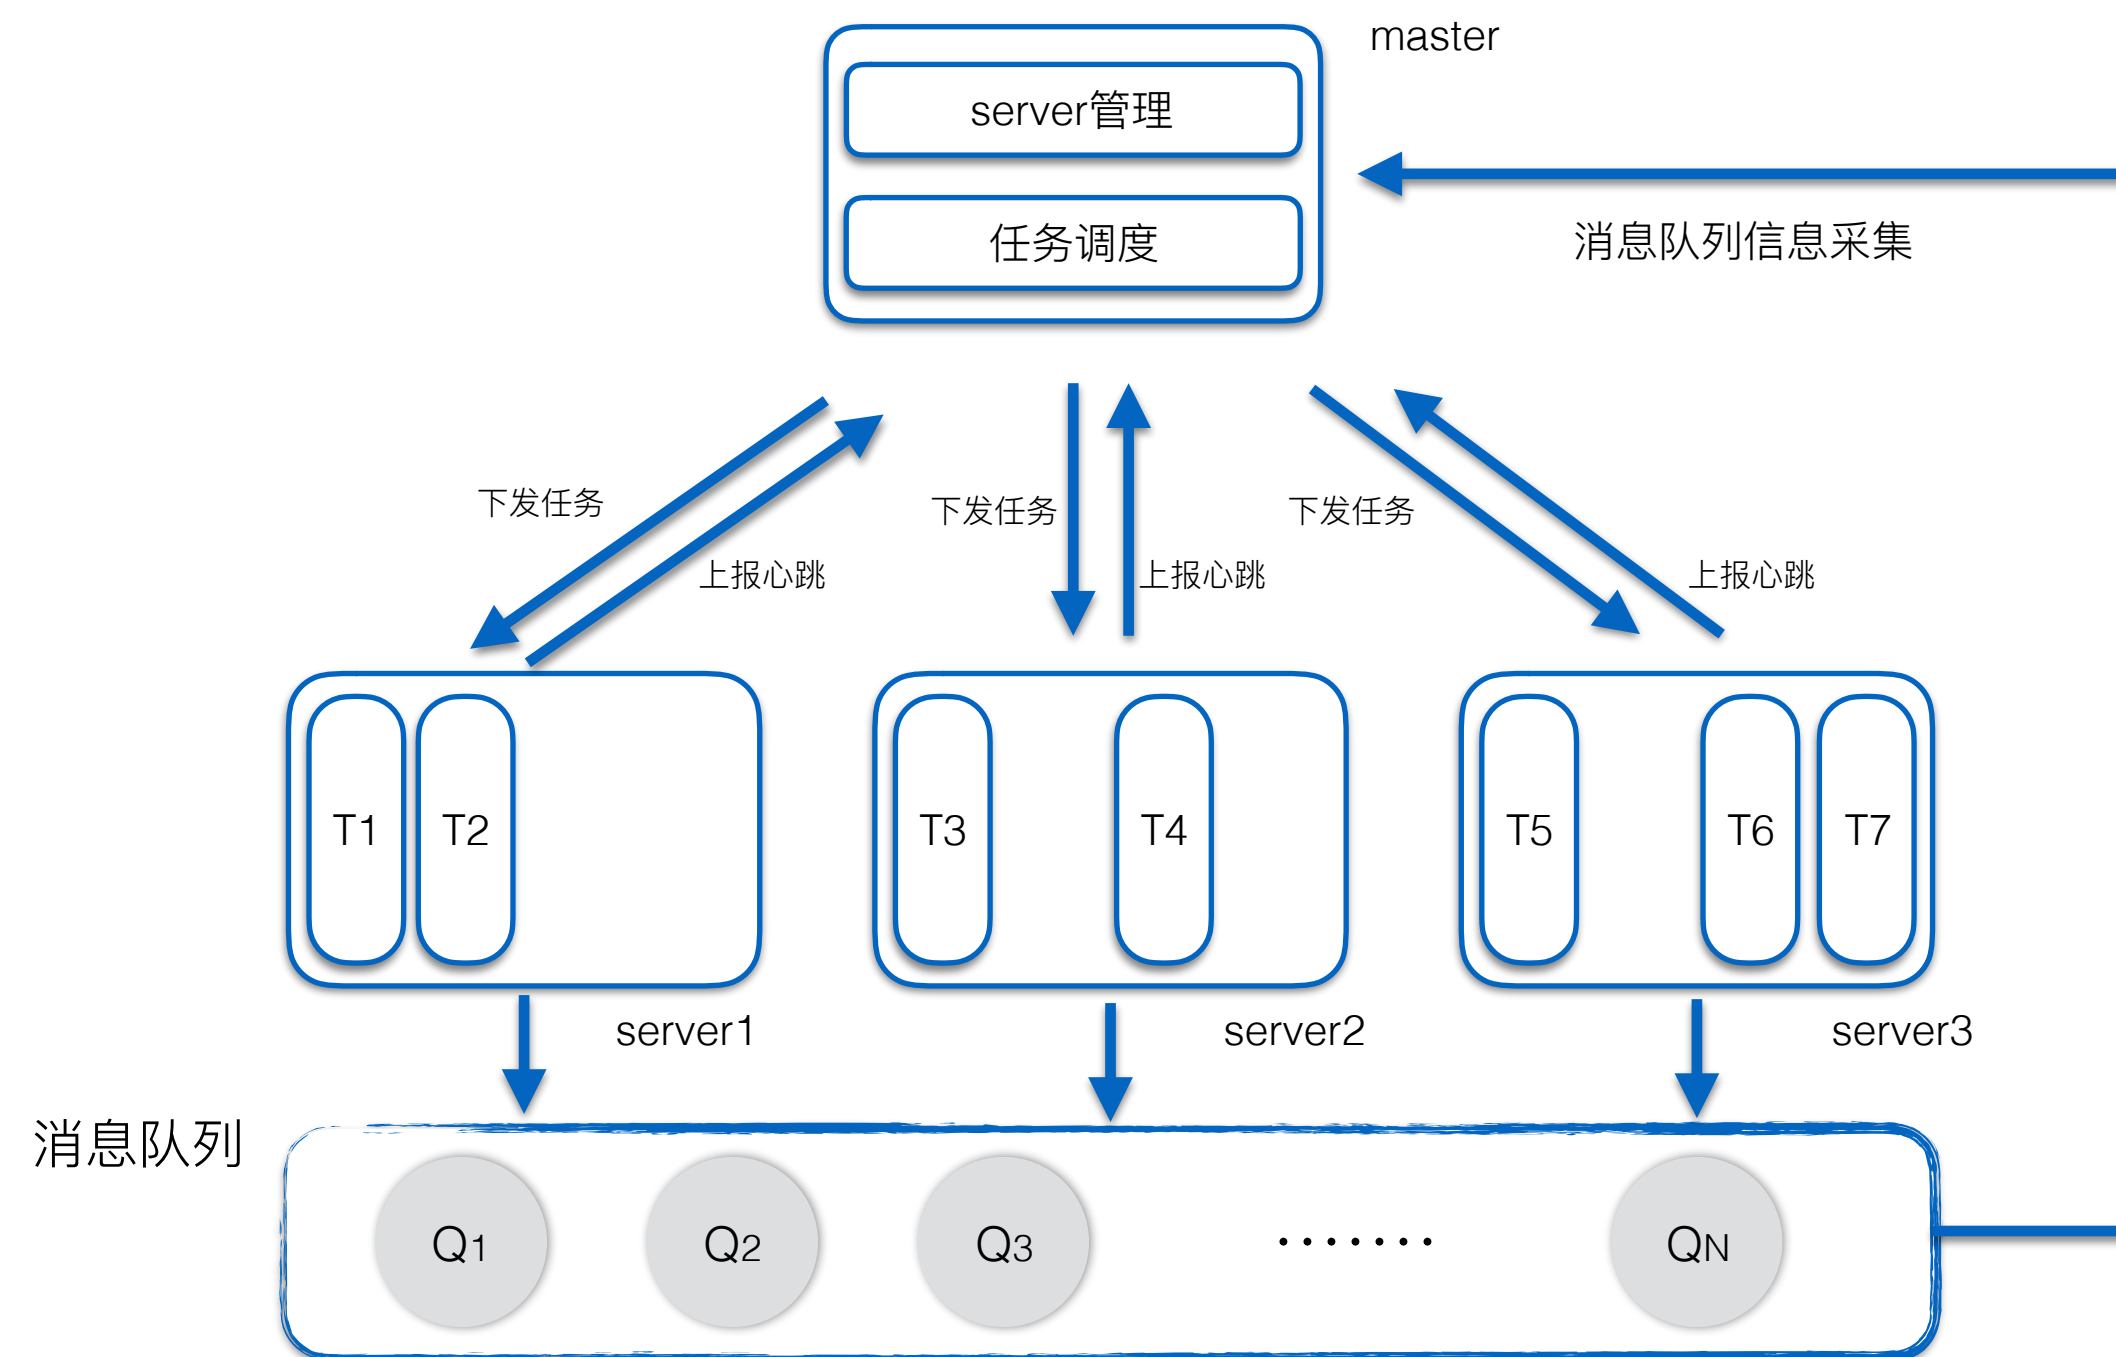 master
server管理
任务调度
消息队列信息采集
下发任务
上报心跳
下发任务
上报心跳
下发任务
上报心跳
T1
T2
T3
T4
T5
T6
T7
server1
server2
server3
消息队列
Q1
Q2
Q3
.......
QN